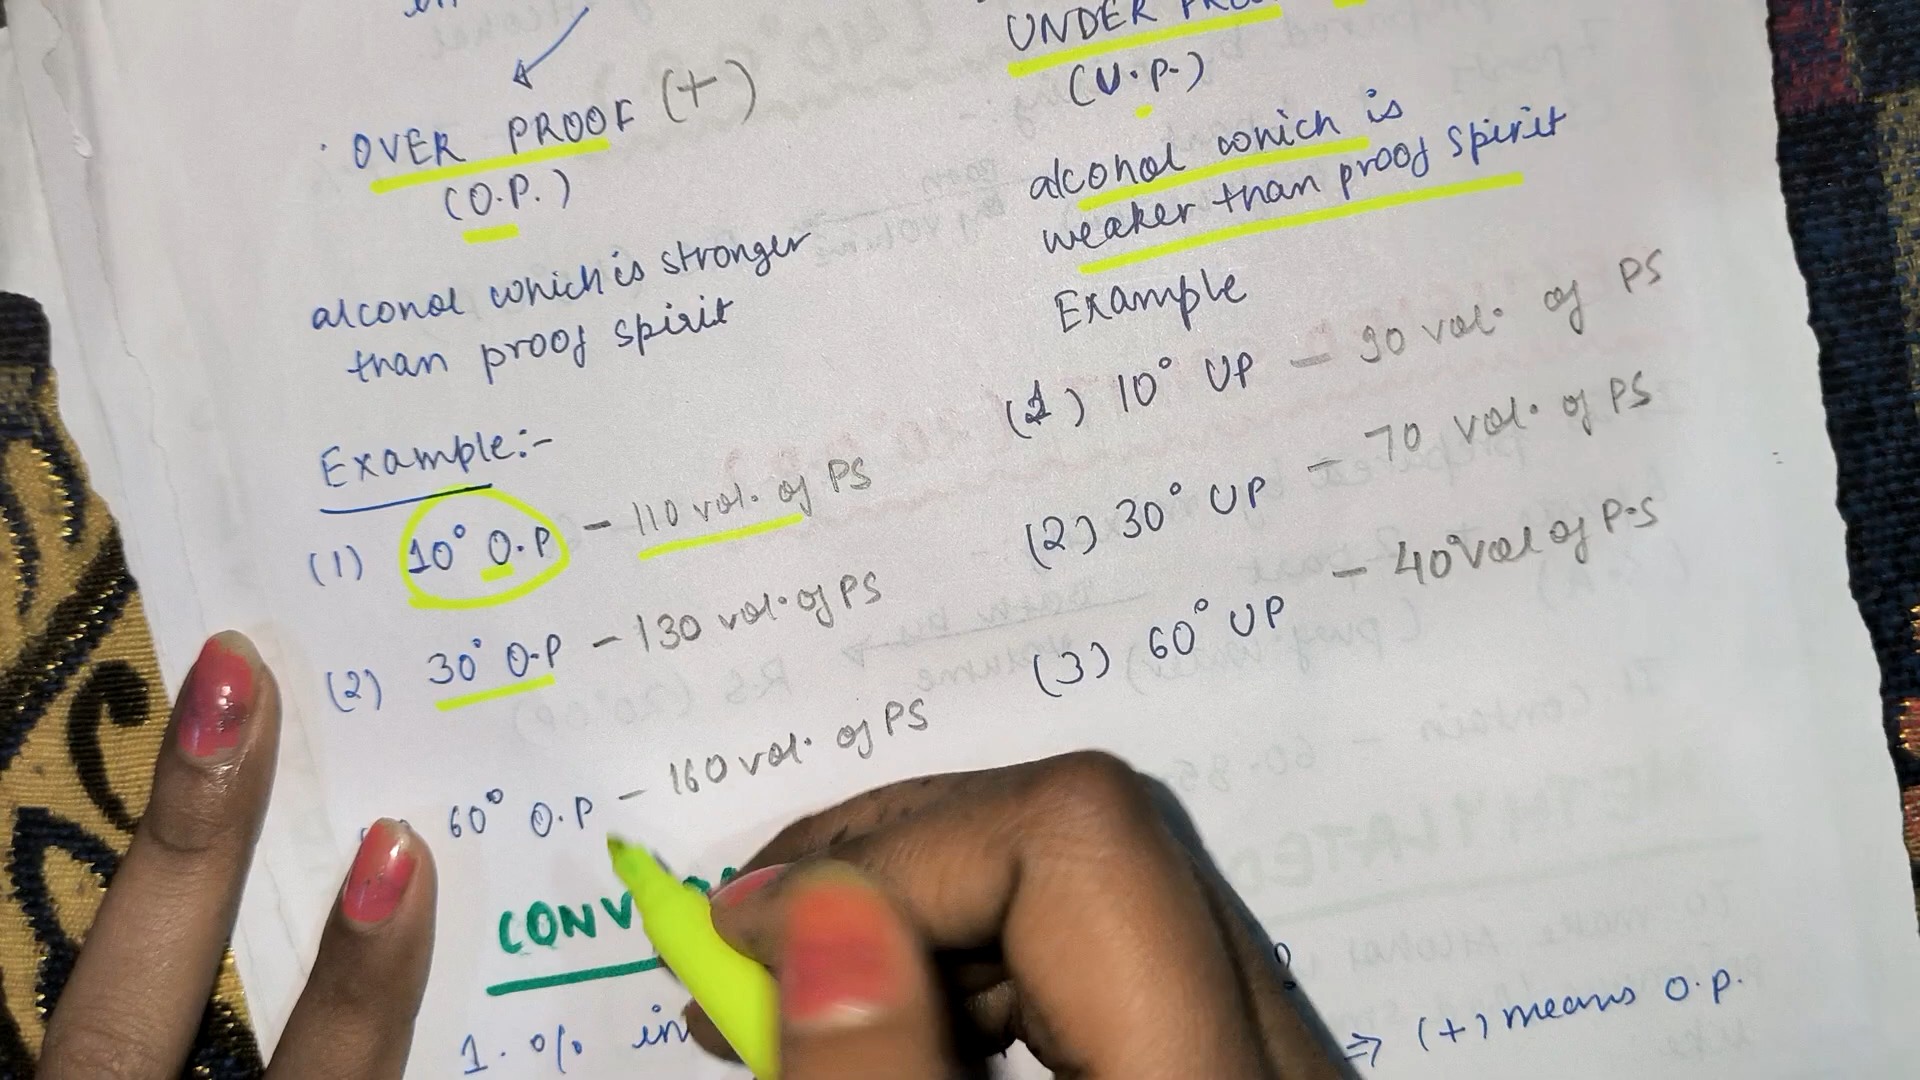 OVER PROOF (+)
(O.P.)
alcohol which is stronger
than proof spirit
Example:-
(1) 10° O.P - 110 vol. of PS
(2) 30° O.P - 130 vol. of PS
60° O.P - 160 vol. of PS
UNDER
(U.P.)
alcohol which is
weaker than proof spirit
Example
(1) 10° UP - 90 vol. of PS
(2) 30° UP - 70 vol. of PS
(3) 60° UP - 40 vol of P.S
CONV
1. % in
⇒ (+) means O.P.